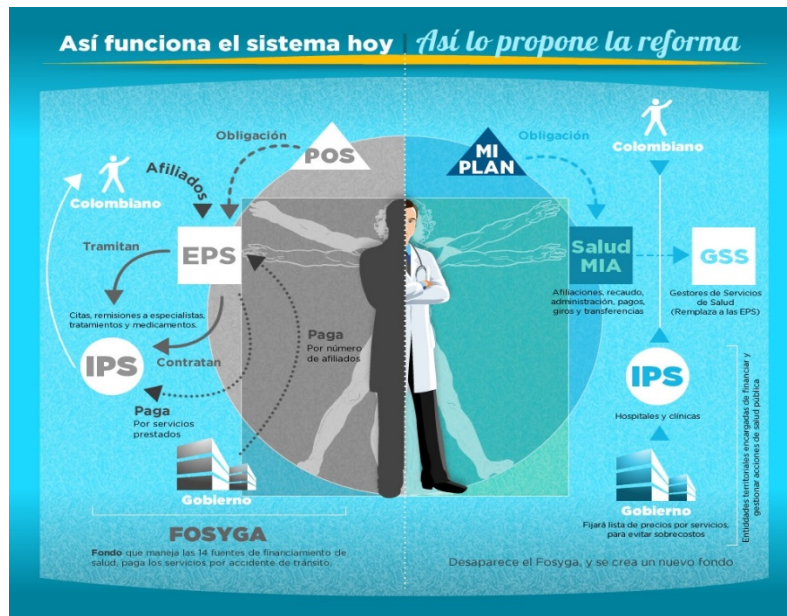 Así funciona el sistema hoy
Obligación
POS
Afiliados
Colombiano
Tramitan
EPS
Citas, remisiones a especialistas,
tratamientos y medicamentos.
IPS
Contratan
Paga
Por número
de afiliados
Paga
Por servicios
prestados
Gobierno
FOSYGA
Fondo que maneja las 14 fuentes de financiamiento de
salud, paga los servicios por accidente de tránsito.
Así lo propone la reforma
MI
PLAN
Obligación
Colombiano
Salud
MIA
Afiliaciones, recaudo,
administración, pagos,
giros y transferencias
GSS
Gestores de Servicios
de Salud
(Remplaza a las EPS)
IPS
Hospitales y clínicas
Gobierno
Fijará lista de precios por servicios,
para evitar sobrecostos
Entidades territoriales encargadas de financiar y
gestionar acciones de salud pública
Desaparece el Fosyga, y se crea un nuevo fondo